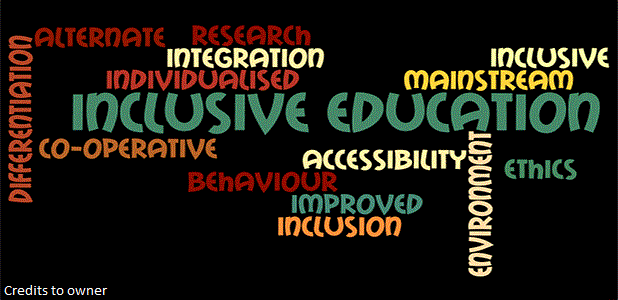 ALTERNATE RESEARCH
INTEGRATION INCLUSIVE
INDIVIDUALISED MAINSTREAM
DIFFERENTIATION
INCLUSIVE EDUCATION
CO-OPERATIVE
ACCESSIBILITY
ENVIRONMENT
ETHICS
BEHAVIOUR
IMPROVED
INCLUSION
Credits to owner